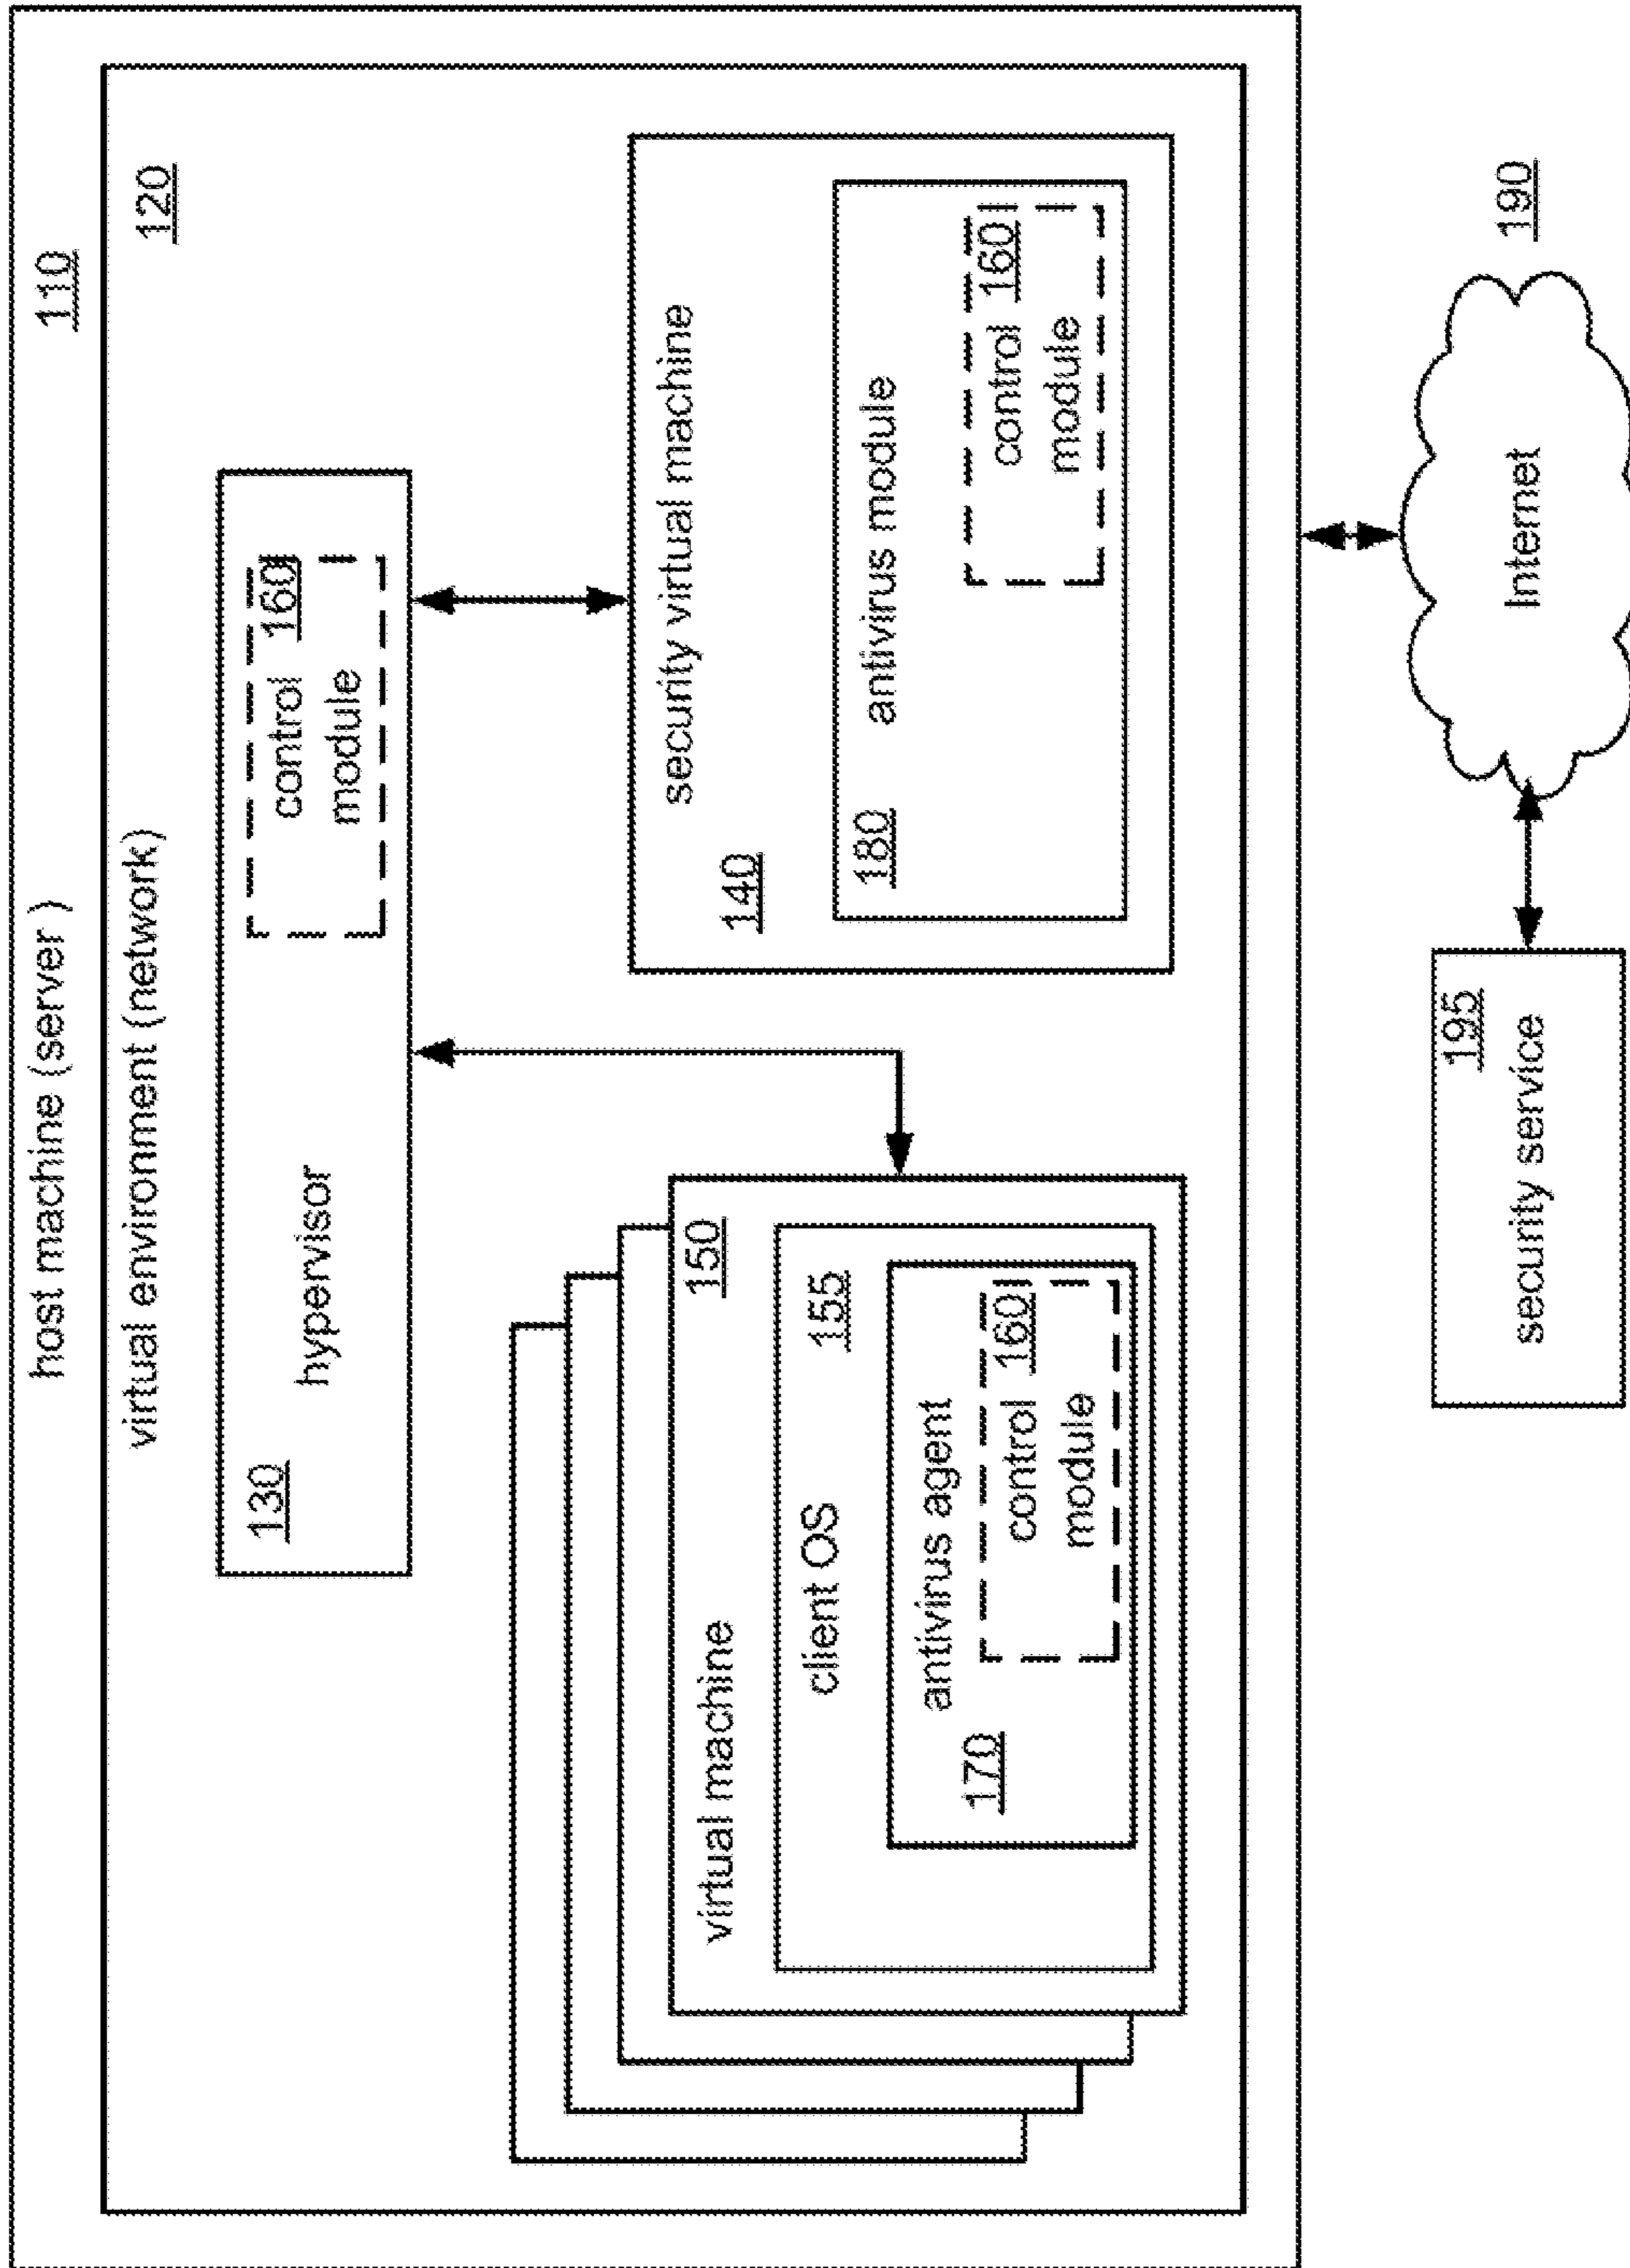 host machine (server )
110
virtual environment (network)
120
130
hypervisor
control 160
module
virtual machine
150
client OS
155
antivirus agent
170
control 160
module
security virtual machine
140
180
antivirus module
control 160
module
195
security service
Internet
190